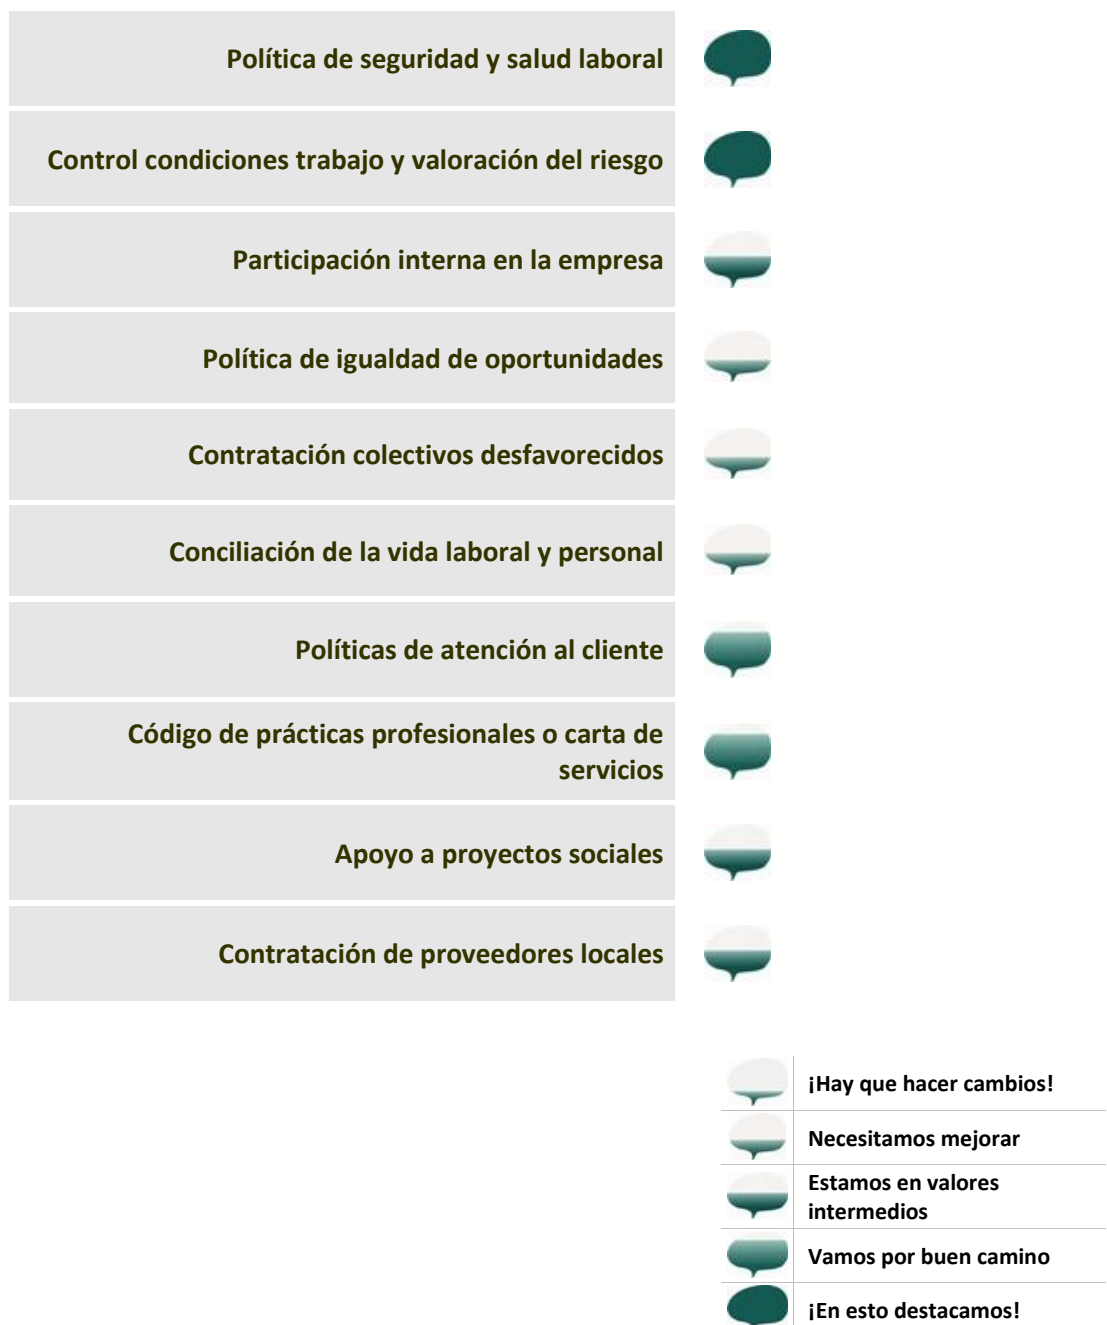 Política de seguridad y salud laboral
Control condiciones trabajo y valoración del riesgo
Participación interna en la empresa
Política de igualdad de oportunidades
Contratación colectivos desfavorecidos
Conciliación de la vida laboral y personal
Políticas de atención al cliente
Código de prácticas profesionales o carta de
servicios
Apoyo a proyectos sociales
Contratación de proveedores locales
¡Hay que hacer cambios!
Necesitamos mejorar
Estamos en valores
intermedios
Vamos por buen camino
¡En esto destacamos!